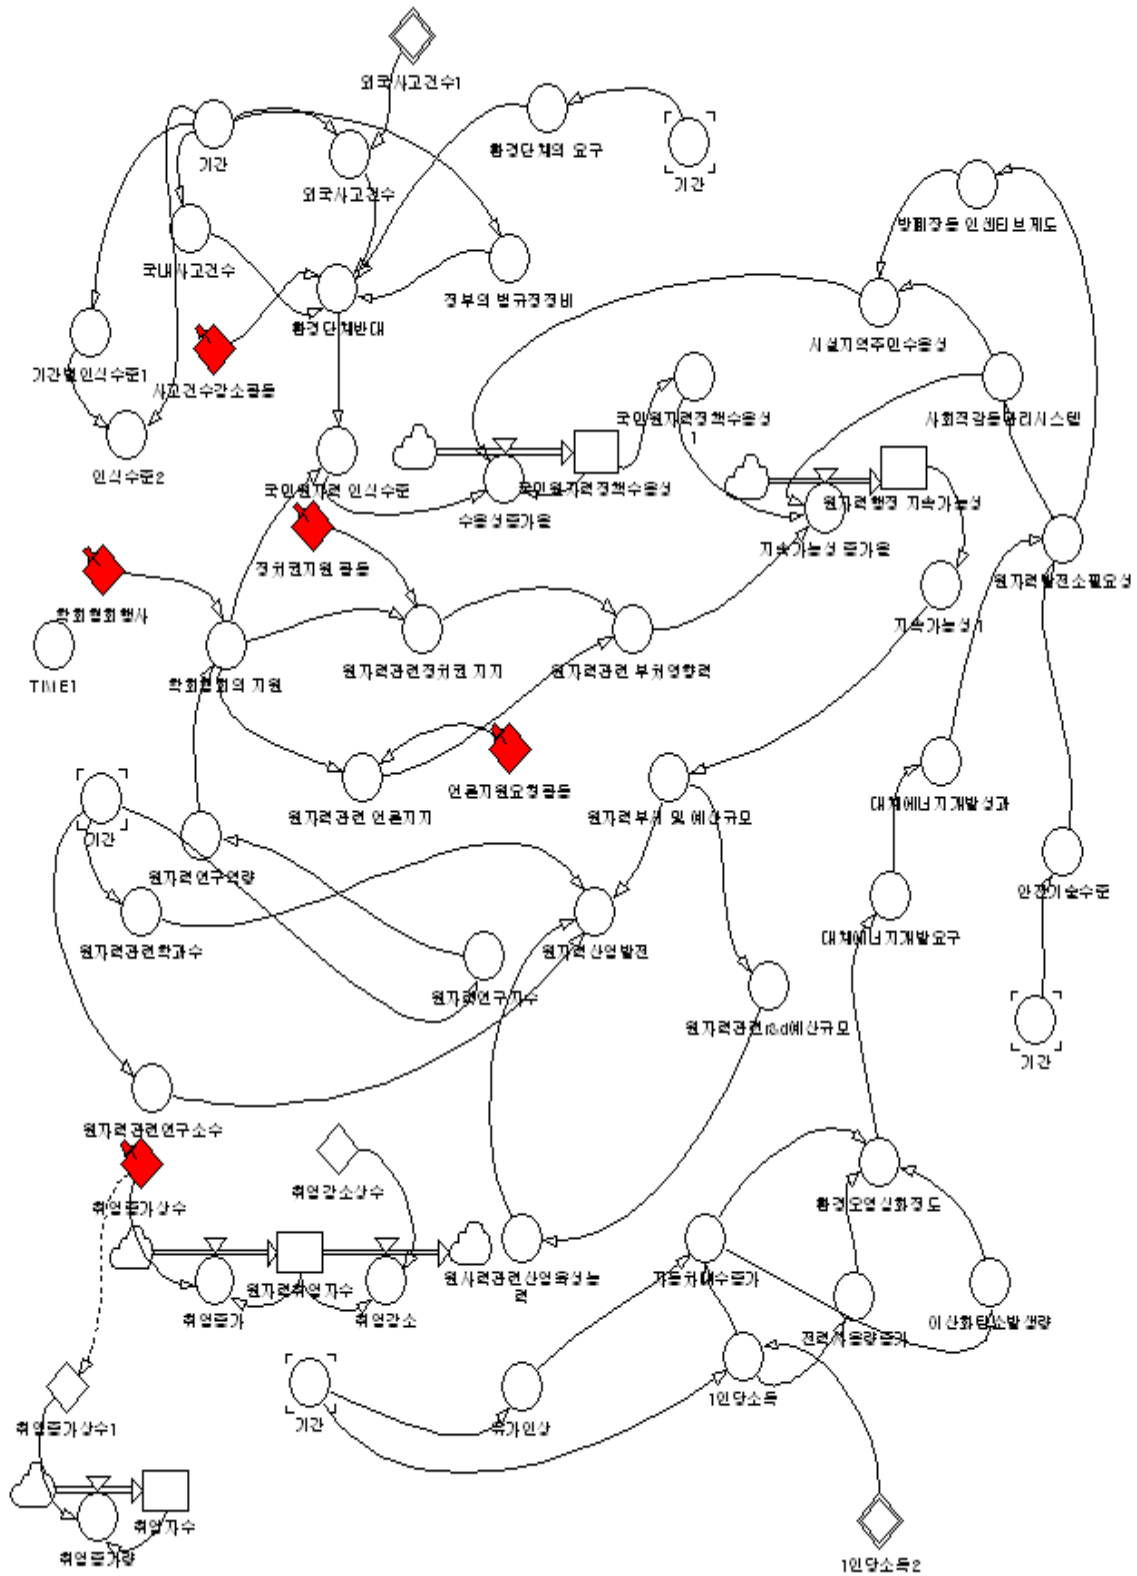 외국사고건수1
환경단체의 요구
기간
기간
외국사고건수
방폐장등 인센티브제도
국내사고건수
정부의 법규정정비
환경단체반대
시설지역주민수용성
기간별인식수준1
사고건수감소활동
국민원자력정책수용성
1
사회적갈등관리시스템
인식수준2
국민원자력 인식수준
국민원자력정책수용성
원자력행정 지속가능성
수용성증가율
지속가능성 증가율
정치권지원 활동
원자력발전소필요성
학회협회행사
지속가능성1
TIME1
학회협회의 지원
원자력관련정치권 지지
원자력관련 부처영향력
원자력관련 언론지지
언론지원요청활동
원자력부서 및 예산규모
대체에너지개발성과
기간
원자력연구역량
안전기술수준
원자력관련학과수
원자력산업발전
대체에너지개발요구
원자력연구자수
원자력관련r&d예산규모
기간
원자력관련연구소수
취업증가상수
취업감소상수
환경오염심화정도
원자력취업자수
원자력관련산업육성능
력
자동차대수증가
취업증가
취업감소
전력사용량증가
이산화탄소발생량
기간
유가인상
1인당소득
취업증가상수1
취업자수
취업증가량
1인당소득2